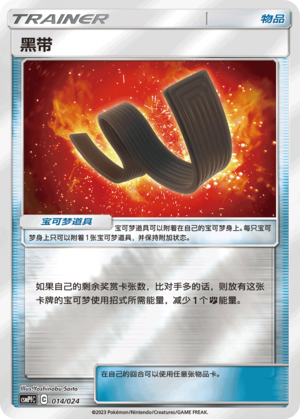 TRAINER 物品
黑带
宝可梦道具
宝可梦道具可以附着在自己的宝可梦身上。每只宝可
梦身上只可以附着1张宝可梦道具，并保持附加状态。
如果自己的剩余奖赏卡张数，比对手多的话，则放有这张
卡牌的宝可梦使用招式所需能量，减少1个能量。
在自己的回合可以使用任意张物品卡。
Illus. Yoshinobu Saito
CSMPfC C 014/024
©2023 Pokémon/Nintendo/Creatures/GAME FREAK.